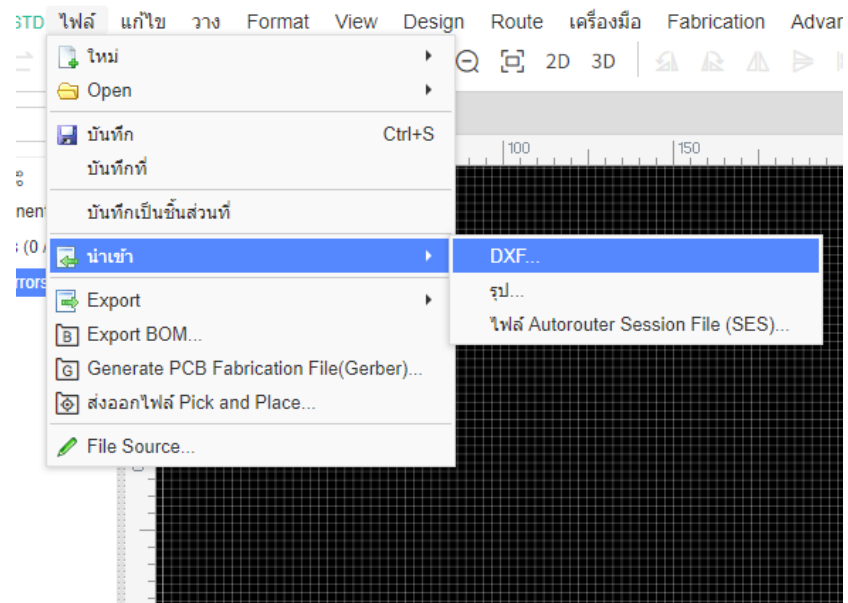 STD ไฟล์ แก้ไข วาง Format View Design Route เครื่องมือ Fabrication Advan
ใหม่
2D 3D
Open
บันทึก Ctrl+S
100 150
บันทึกที่
nent
บันทึกเป็นชิ้นส่วนที่
s (0 /
นำเข้า
DXF...
rrors
รูป...
Export
ไฟล์ Autorouter Session File (SES)...
Export BOM...
Generate PCB Fabrication File(Gerber)...
ส่งออกไฟล์ Pick and Place...
File Source...